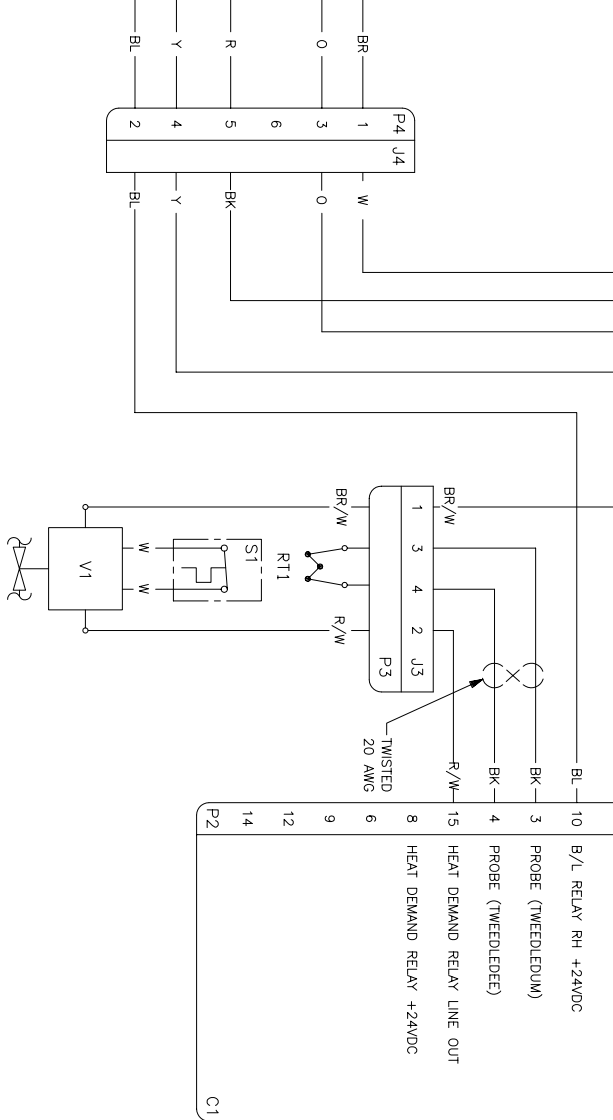 BL
Y
R
O
BR
2
4
5
6
3
1
P4
J4
BL
Y
BK
O
W
BR/W
BR/W
1
3
4
2
J3
P3
R/W
RT1
S1
W
W
V1
TWISTED
20 AWG
BL
BK
BK
R/W
10 B/L RELAY RH +24VDC
3 PROBE (TWEEDLEDUM)
4 PROBE (TWEEDLEDEE)
15 HEAT DEMAND RELAY LINE OUT
8 HEAT DEMAND RELAY +24VDC
6
9
12
14
P2
C1